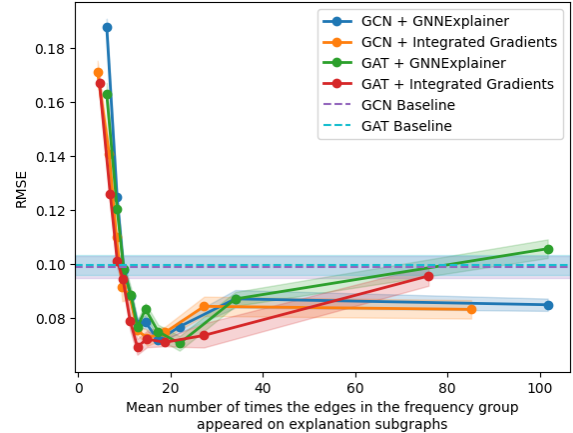 GCN + GNNExplainer
GCN + Integrated Gradients
GAT + GNNExplainer
GAT + Integrated Gradients
GCN Baseline
GAT Baseline
RMSE
0.18
0.16
0.14
0.12
0.10
0.08
0
20
40
60
80
100
Mean number of times the edges in the frequency group
appeared on explanation subgraphs